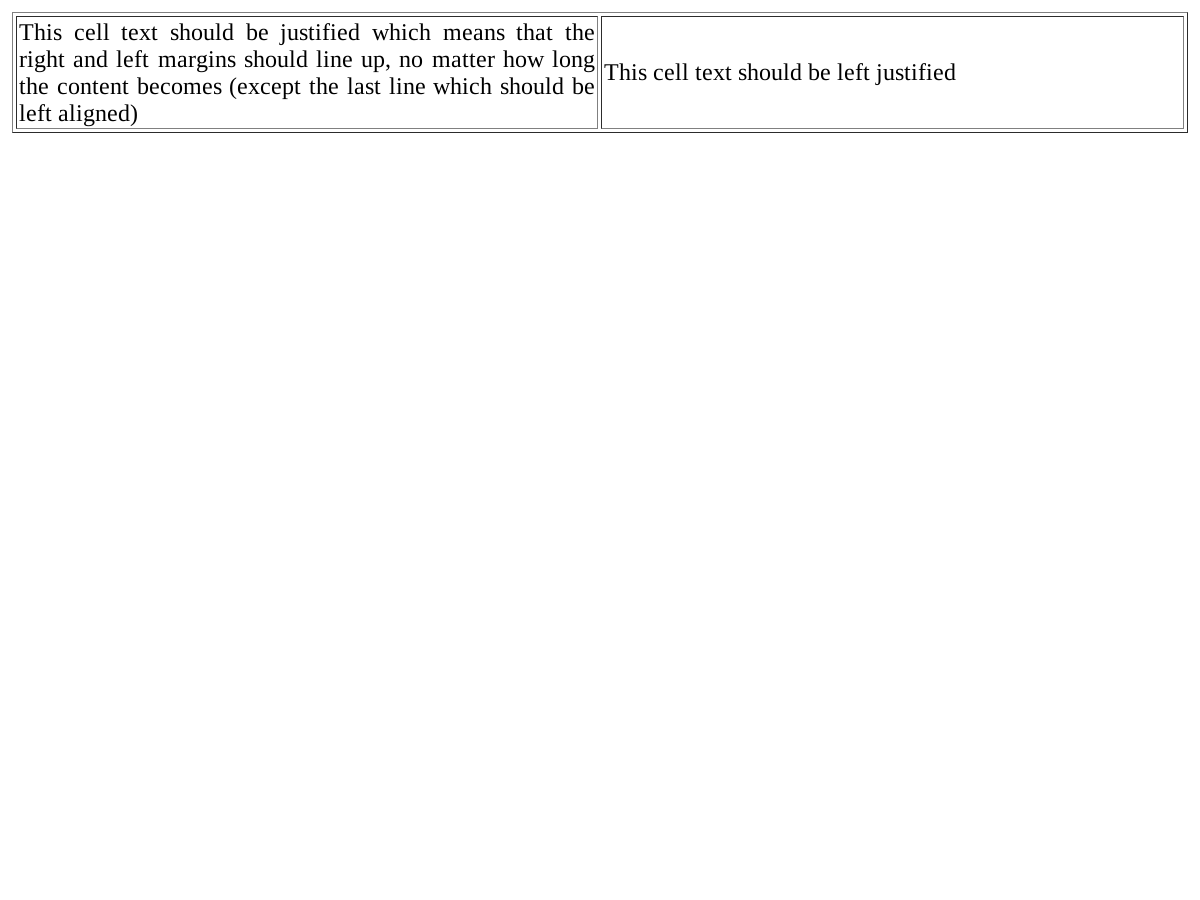 This cell text should be justified which means that the
right and left margins should line up, no matter how long
the content becomes (except the last line which should be
left aligned)
This cell text should be left justified